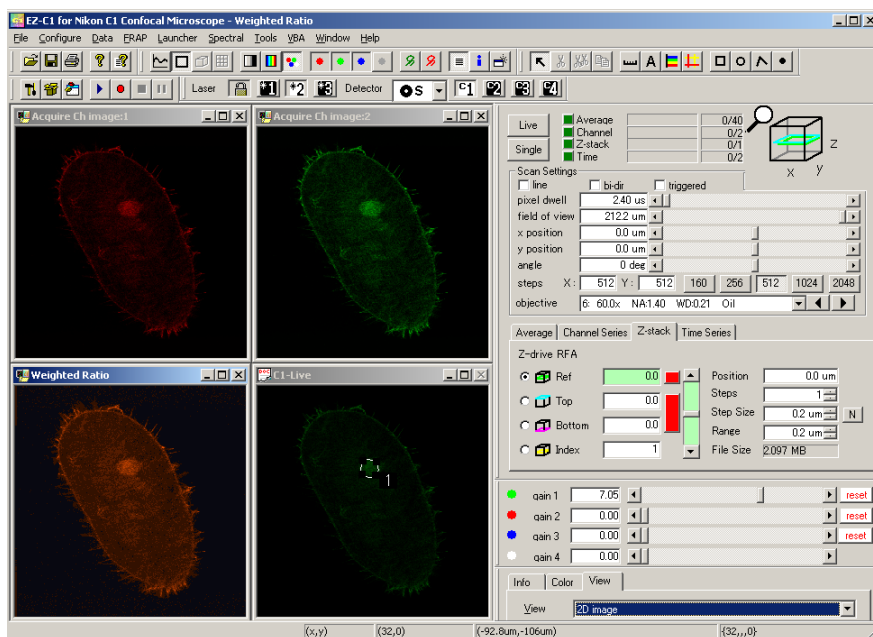 EZ-C1 for Nikon C1 Confocal Microscope - Weighted Ratio
File Configure Data FRAP Launcher Spectral Tools VBA Window Help
Laser 1 2 3 Detector S C1 C2 C3 C4
Acquire Ch image:1
Acquire Ch image:2
Weighted Ratio
C1-Live
1
Live
Single
Average 0/40
Channel 0/2
Z-stack 0/1
Time 0/2
X Y Z
Scan Settings
line bi-dir triggered
pixel dwell 2.40 us
field of view 212.2 um
x position 0.0 um
y position 0.0 um
angle 0 deg
steps X: 512 Y: 512 160 256 512 1024 2048
objective 6: 60.0x NA:1.40 WD:0.21 Oil
Average Channel Series Z-stack Time Series
Z-drive RFA
Ref 0.0 Position 0.0 um
Top 0.0 Steps 1
Bottom 0.0 Step Size 0.2 um N
Range 0.2 um
Index 1 File Size 2.097 MB
gain 1 7.05 reset
gain 2 0.00 reset
gain 3 0.00 reset
gain 4 0.00
Info Color View
View 2D image
(x,y) (32,0) (-92.8um,-106um) {32,,,0}